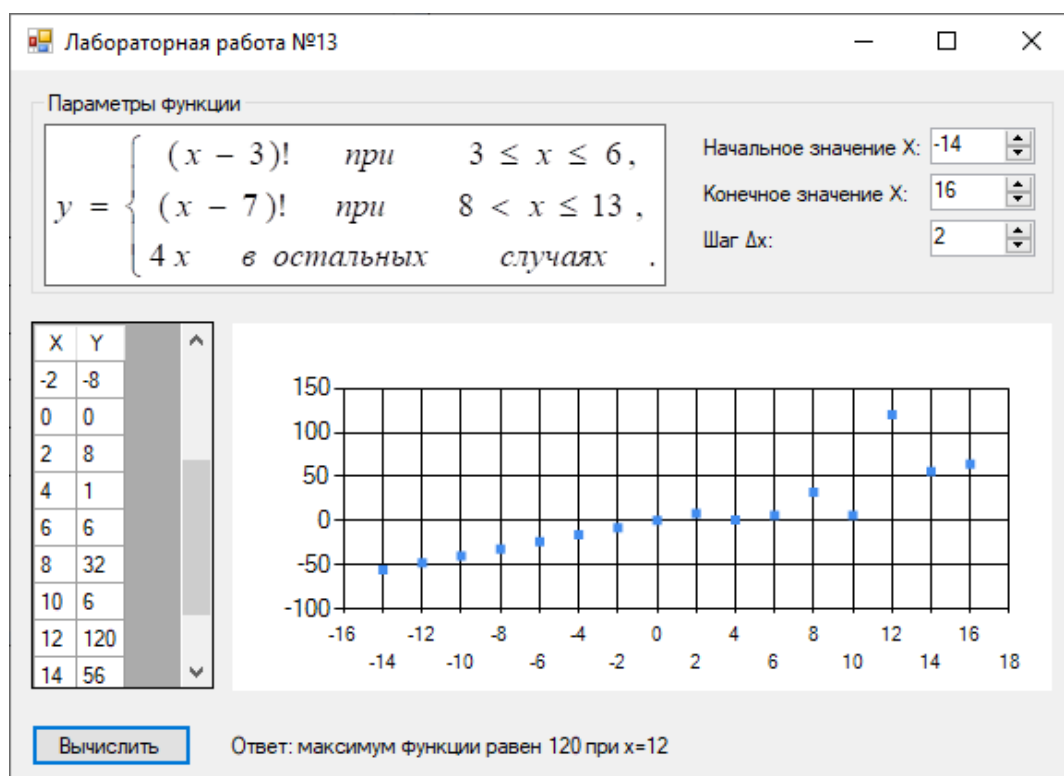 Лабораторная работа №13
Параметры функции
y = { (x − 3)! при 3 ≤ x ≤ 6 ,
(x − 7)! при 8 < x ≤ 13 ,
4 x в остальных случаях .
Начальное значение X: -14
Конечное значение X: 16
Шаг Δx: 2
X Y
-2 -8
0 0
2 8
4 1
6 6
8 32
10 6
12 120
14 56
150
100
50
0
-50
-100
-16 -12 -8 -4 0 4 8 12 16
-14 -10 -6 -2 2 6 10 14 18
Вычислить
Ответ: максимум функции равен 120 при x=12